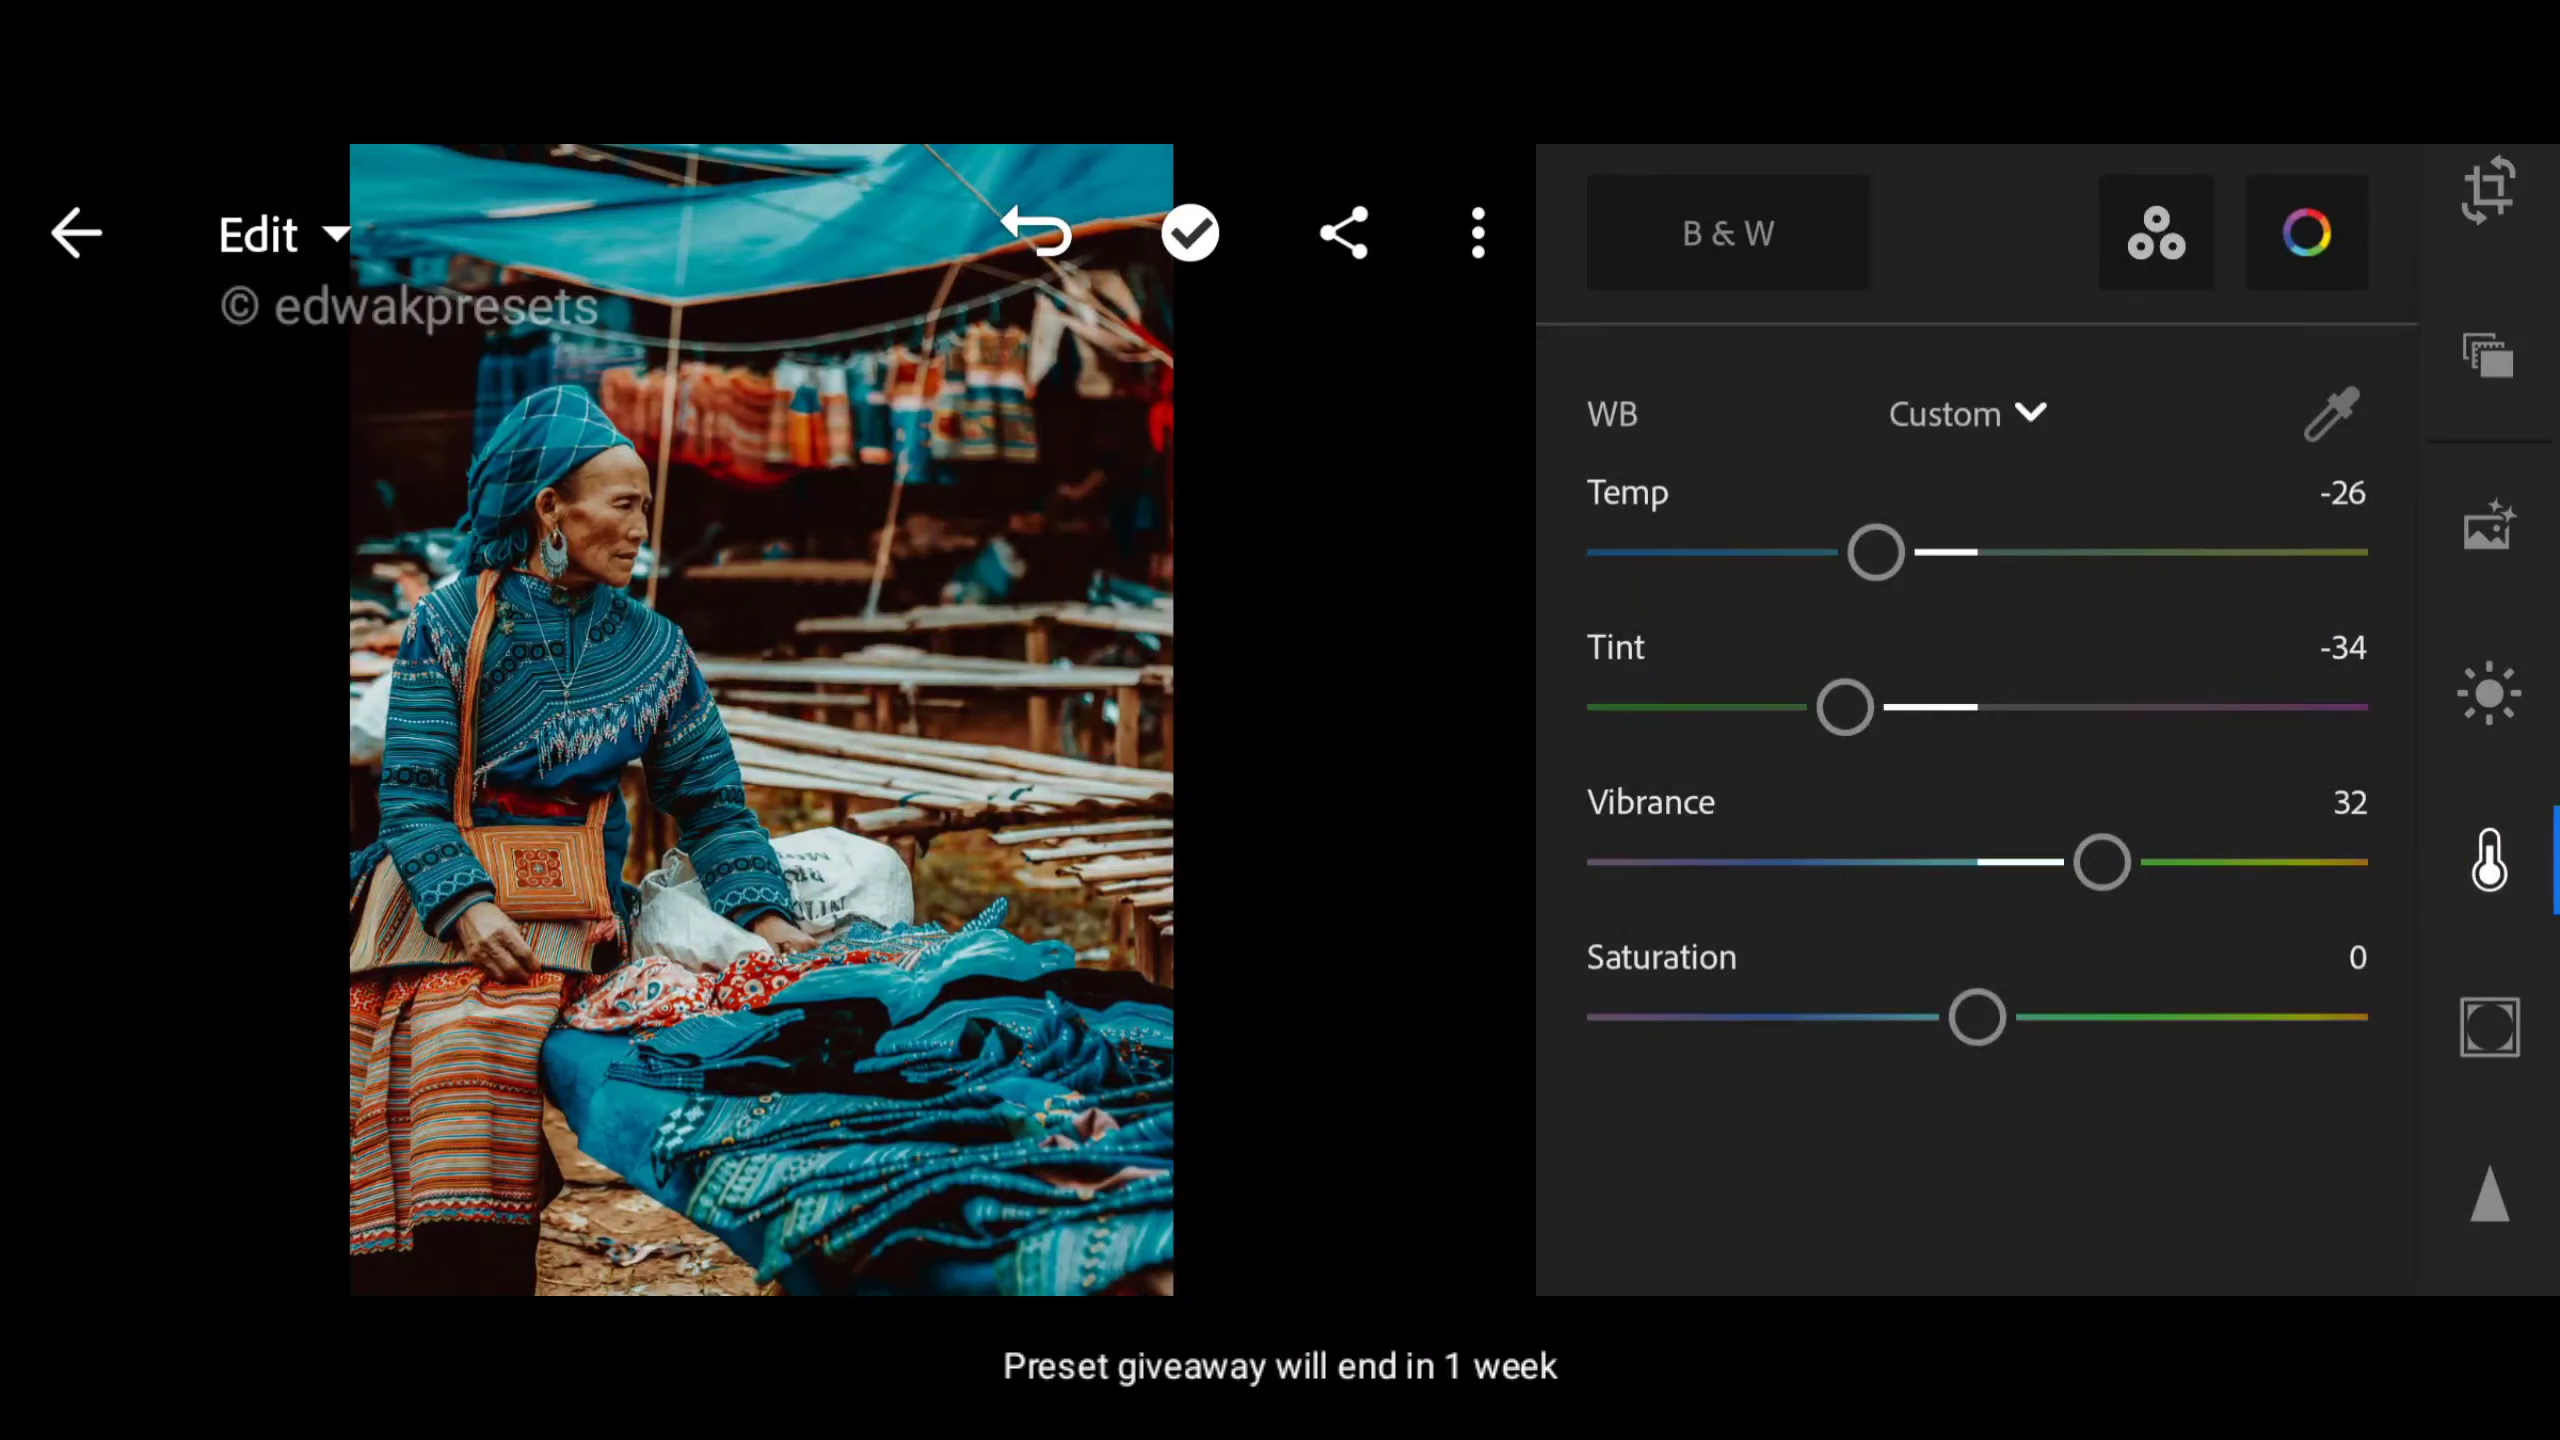 Edit
© edwakpresets
B & W
WB Custom
Temp -26
Tint -34
Vibrance 32
Saturation 0
Preset giveaway will end in 1 week